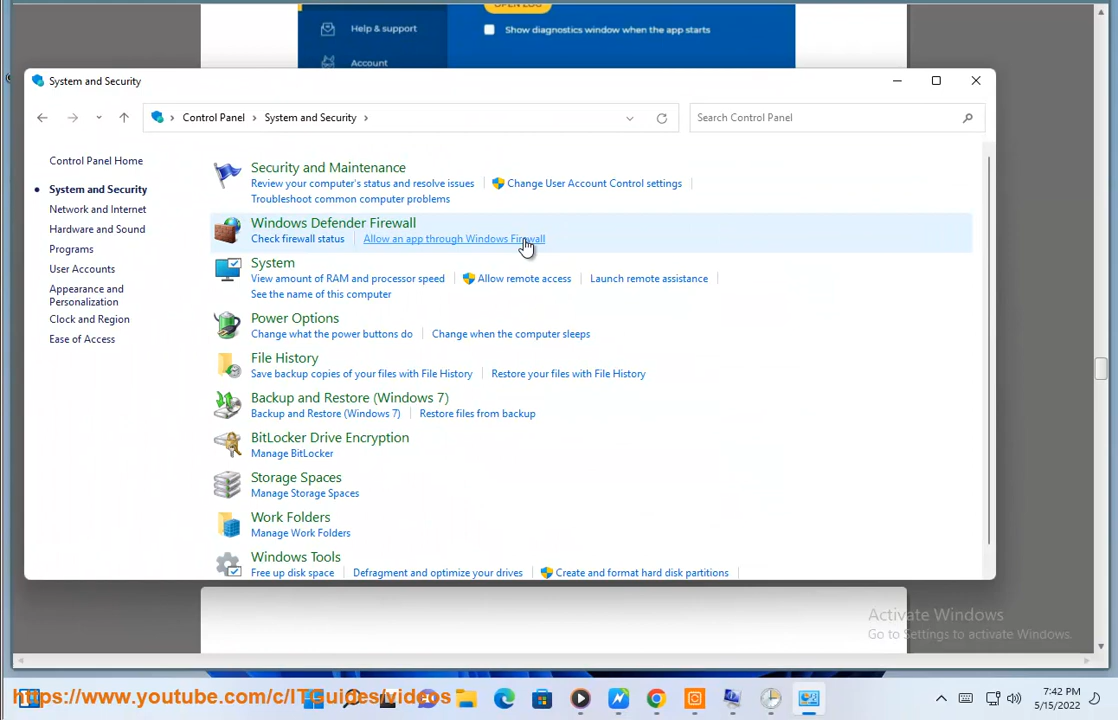 OPEN LOG
Help & support
Show diagnostics window when the app starts
Account
System and Security
Control Panel > System and Security >
Search Control Panel
Control Panel Home
System and Security
Network and Internet
Hardware and Sound
Programs
User Accounts
Appearance and
Personalization
Clock and Region
Ease of Access
Security and Maintenance
Review your computer's status and resolve issues
Change User Account Control settings
Troubleshoot common computer problems
Windows Defender Firewall
Check firewall status
Allow an app through Windows Firewall
System
View amount of RAM and processor speed
Allow remote access
Launch remote assistance
See the name of this computer
Power Options
Change what the power buttons do
Change when the computer sleeps
File History
Save backup copies of your files with File History
Restore your files with File History
Backup and Restore (Windows 7)
Backup and Restore (Windows 7)
Restore files from backup
BitLocker Drive Encryption
Manage BitLocker
Storage Spaces
Manage Storage Spaces
Work Folders
Manage Work Folders
Windows Tools
Free up disk space
Defragment and optimize your drives
Create and format hard disk partitions
Activate Windows
Go to Settings to activate Windows.
https://www.youtube.com/c/ITGuides/videos
7:42 PM
5/15/2022